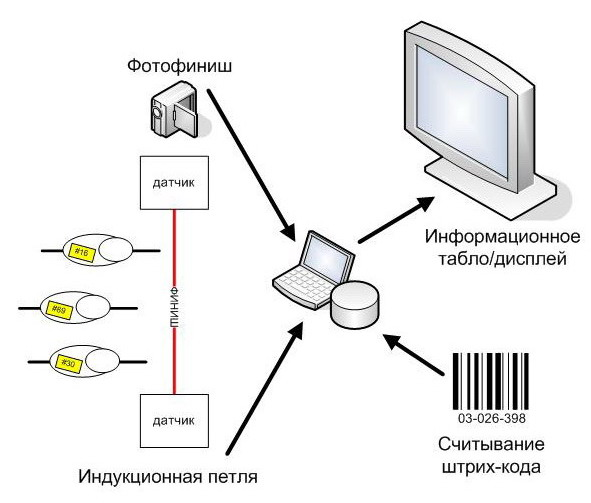 Фотофиниш
датчик
#16
#69
#30
ФИНИШ
датчик
Индукционная петля
Информационное
табло/дисплей
03-026-398
Считывание
штрих-кода